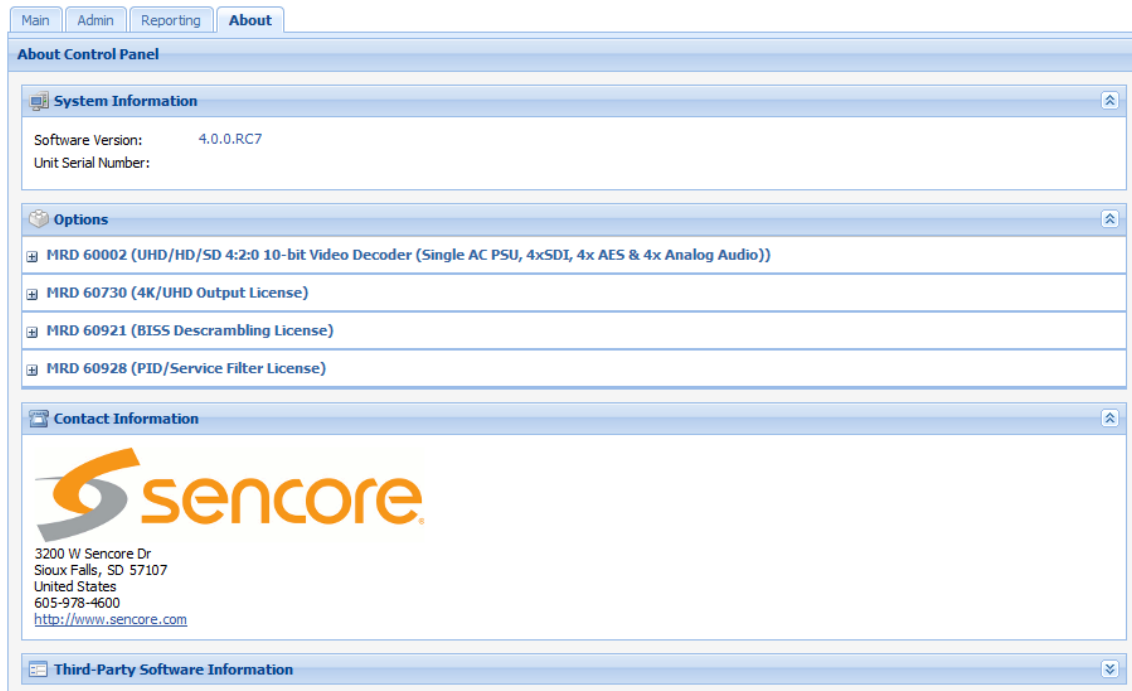 Main Admin Reporting About
About Control Panel
System Information
Software Version: 4.0.0.RC7
Unit Serial Number:
Options
MRD 60002 (UHD/HD/SD 4:2:0 10-bit Video Decoder (Single AC PSU, 4xSDI, 4x AES & 4x Analog Audio))
MRD 60730 (4K/UHD Output License)
MRD 60921 (BISS Descrambling License)
MRD 60928 (PID/Service Filter License)
Contact Information
sencore®
3200 W Sencore Dr
Sioux Falls, SD 57107
United States
605-978-4600
http://www.sencore.com
Third-Party Software Information